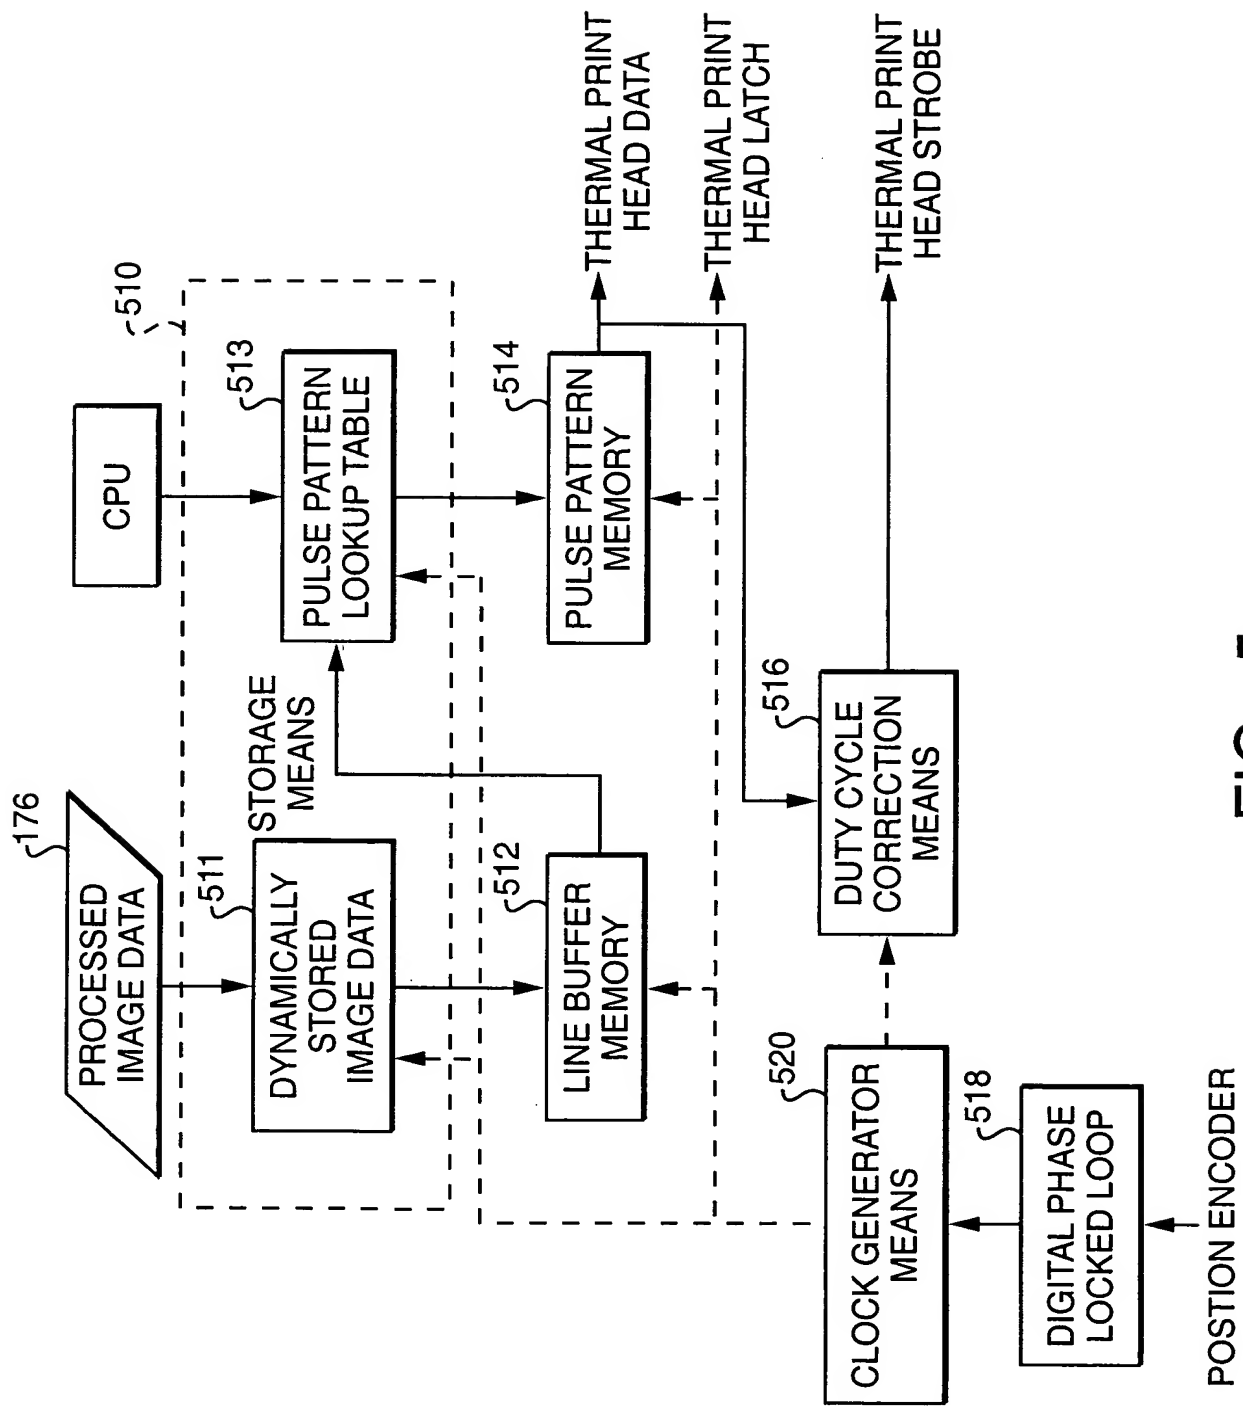 176
PROCESSED
IMAGE DATA
CPU
510
511
DYNAMICALLY
STORED
IMAGE DATA
STORAGE
MEANS
513
PULSE PATTERN
LOOKUP TABLE
512
LINE BUFFER
MEMORY
514
PULSE PATTERN
MEMORY
THERMAL PRINT
HEAD DATA
THERMAL PRINT
HEAD LATCH
520
CLOCK GENERATOR
MEANS
516
DUTY CYCLE
CORRECTION
MEANS
THERMAL PRINT
HEAD STROBE
518
DIGITAL PHASE
LOCKED LOOP
POSTION ENCODER